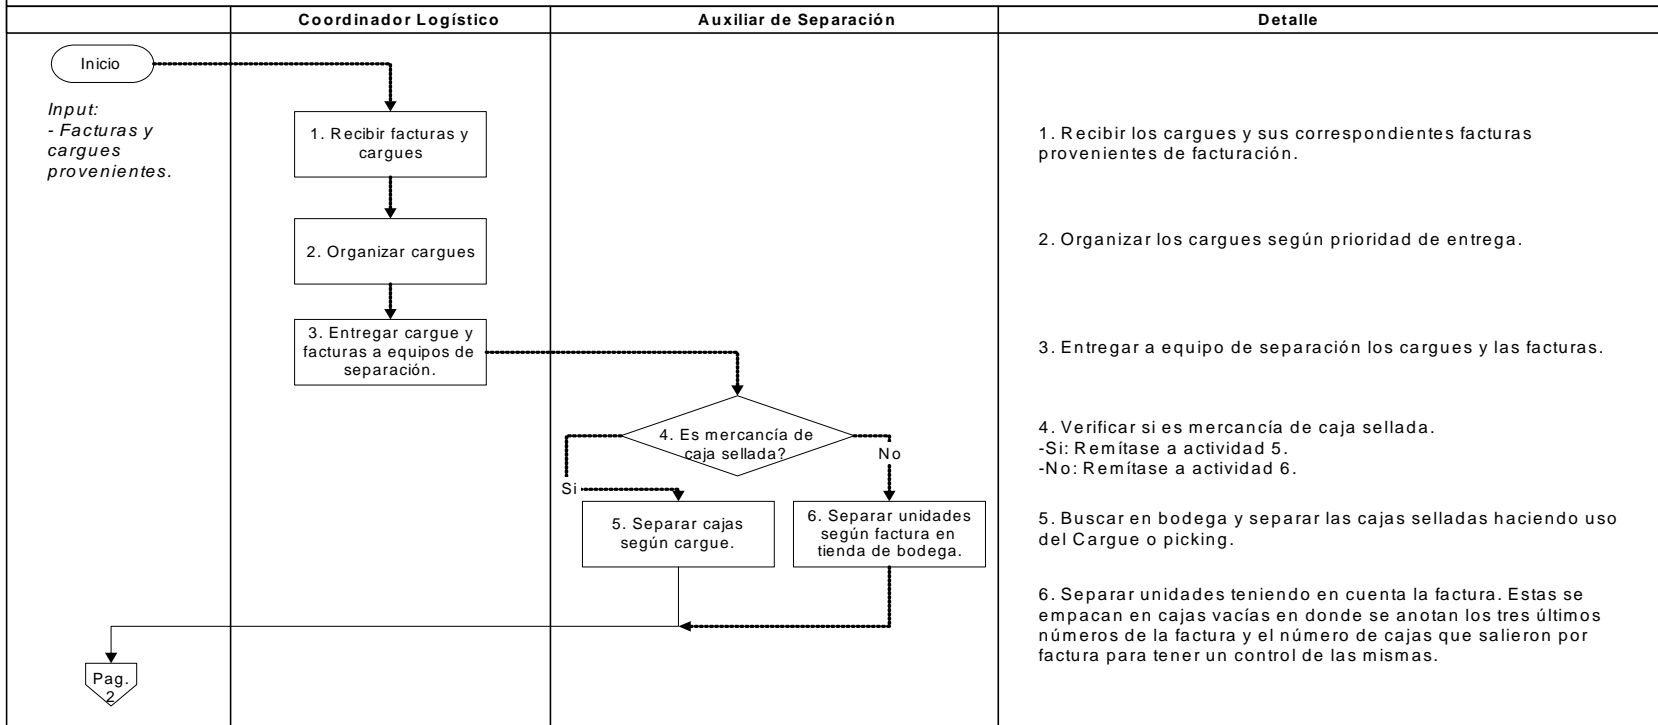 Coordinador Logístico
Auxiliar de Separación
Detalle
Inicio
Input:
- Facturas y
cargues
provenientes.
1. Recibir facturas y
cargues
2. Organizar cargues
3. Entregar cargue y
facturas a equipos de
separación.
4. Es mercancía de
caja sellada?
Si
No
5. Separar cajas
según cargue.
6. Separar unidades
según factura en
tienda de bodega.
Pag.
2
1. Recibir los cargues y sus correspondientes facturas
provenientes de facturación.
2. Organizar los cargues según prioridad de entrega.
3. Entregar a equipo de separación los cargues y las facturas.
4. Verificar si es mercancía de caja sellada.
-Si: Remítase a actividad 5.
-No: Remítase a actividad 6.
5. Buscar en bodega y separar las cajas selladas haciendo uso
del Cargue o picking.
6. Separar unidades teniendo en cuenta la factura. Estas se
empacan en cajas vacías en donde se anotan los tres últimos
números de la factura y el número de cajas que salieron por
factura para tener un control de las mismas.